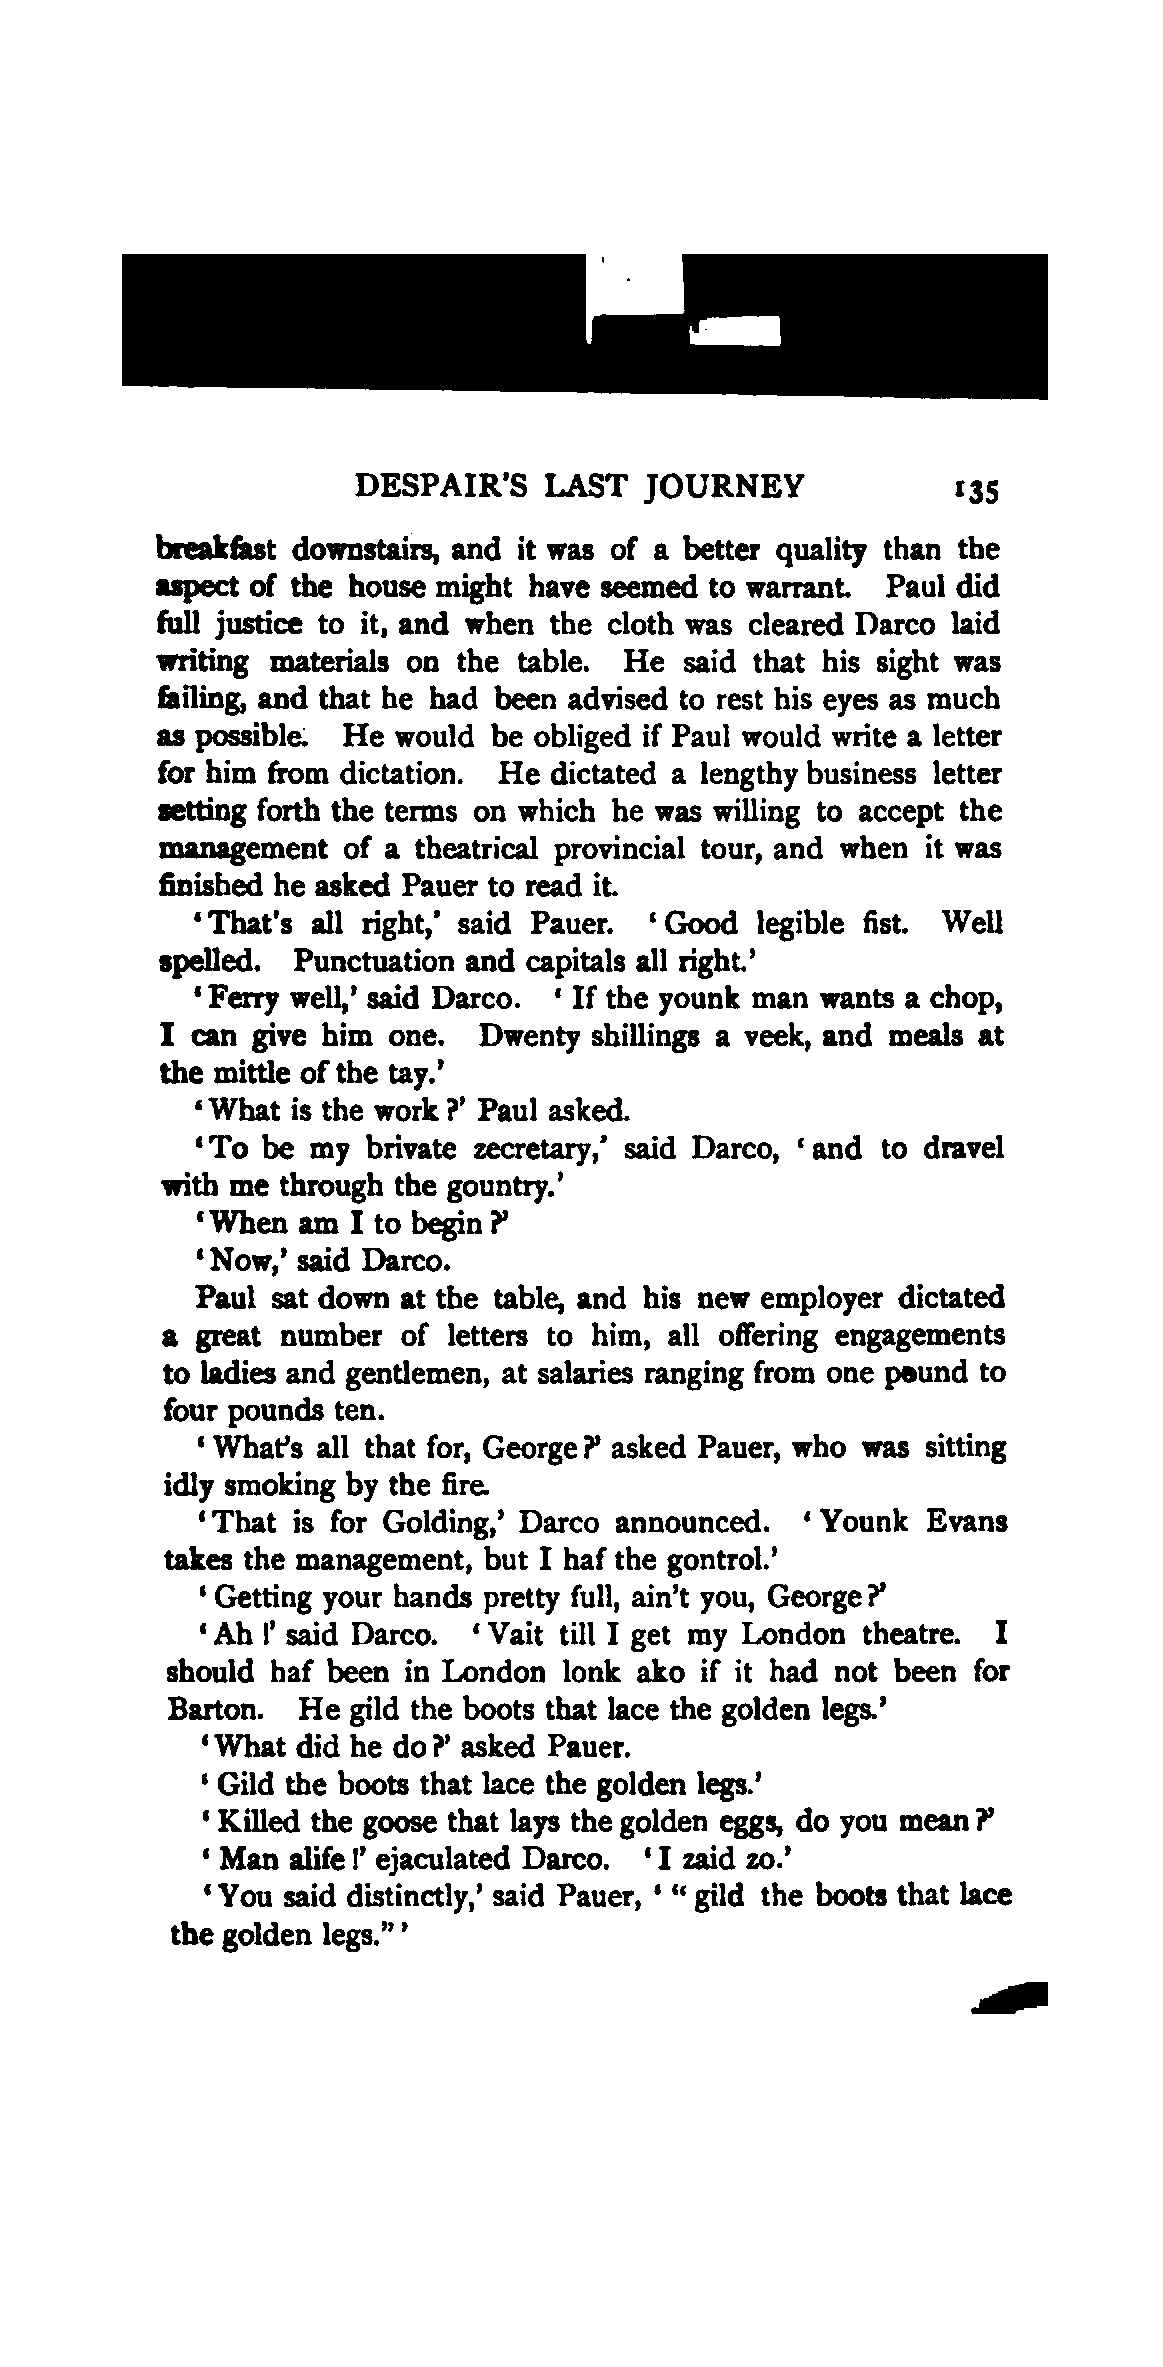 DESPAIR'S LAST JOURNEY 135
breakfast downstairs, and it was of a better quality than the
aspect of the house might have seemed to warrant. Paul did
full justice to it, and when the cloth was cleared Darco laid
writing materials on the table. He said that his sight was
failing, and that he had been advised to rest his eyes as much
as possible. He would be obliged if Paul would write a letter
for him from dictation. He dictated a lengthy business letter
setting forth the terms on which he was willing to accept the
management of a theatrical provincial tour, and when it was
finished he asked Pauer to read it.
'That's all right,' said Pauer. 'Good legible fist. Well
spelled. Punctuation and capitals all right.'
'Ferry well,' said Darco. 'If the younk man wants a chop,
I can give him one. Dwenty shillings a veek, and meals at
the mittle of the tay.'
'What is the work?' Paul asked.
'To be my brivate zecretary,' said Darco, 'and to dravel
with me through the gountry.'
'When am I to begin?'
'Now,' said Darco.
Paul sat down at the table, and his new employer dictated
a great number of letters to him, all offering engagements
to ladies and gentlemen, at salaries ranging from one pound to
four pounds ten.
'What's all that for, George?' asked Pauer, who was sitting
idly smoking by the fire.
'That is for Golding,' Darco announced. 'Younk Evans
takes the management, but I haf the gontrol.'
'Getting your hands pretty full, ain't you, George?'
'Ah!' said Darco. 'Vait till I get my London theatre. I
should haf been in London lonk ako if it had not been for
Barton. He gild the boots that lace the golden legs.'
'What did he do?' asked Pauer.
'Gild the boots that lace the golden legs.'
'Killed the goose that lays the golden eggs, do you mean?'
'Man alife!' ejaculated Darco. 'I zaid zo.'
'You said distinctly,' said Pauer, '"gild the boots that lace
the golden legs."'